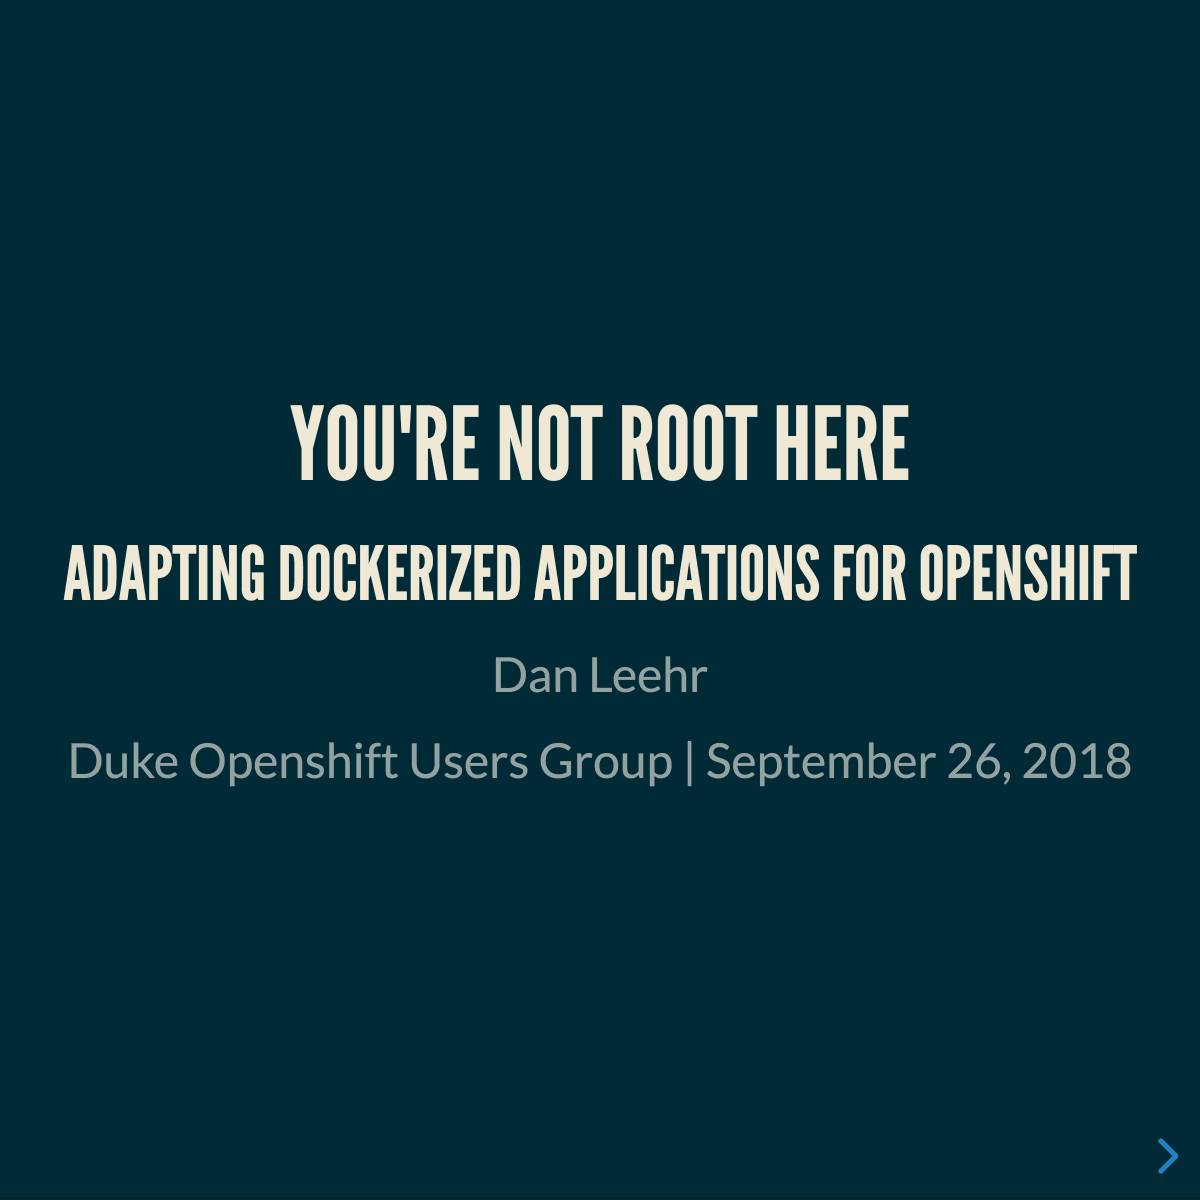 YOU'RE NOT ROOT HERE
ADAPTING DOCKERIZED APPLICATIONS FOR OPENSHIFT
Dan Leehr
Duke Openshift Users Group | September 26, 2018